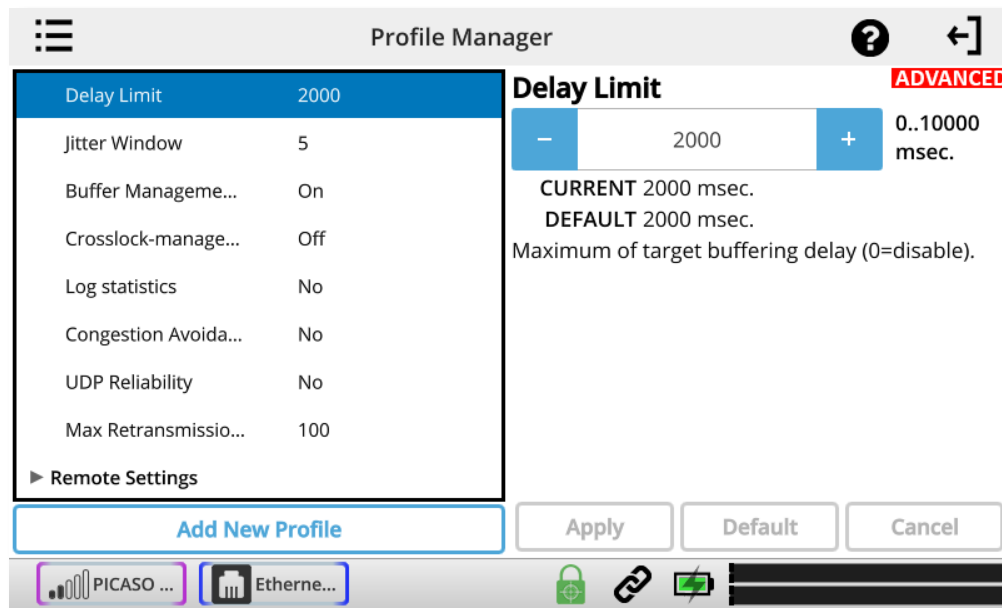 Profile Manager
?
Delay Limit 2000
Jitter Window 5
Buffer Manageme... On
Crosslock-manage... Off
Log statistics No
Congestion Avoida... No
UDP Reliability No
Max Retransmissio... 100
Remote Settings
Add New Profile
Delay Limit
ADVANCED
− 2000 +
0..10000
msec.
CURRENT 2000 msec.
DEFAULT 2000 msec.
Maximum of target buffering delay (0=disable).
Apply Default Cancel
PICASO ... Etherne...